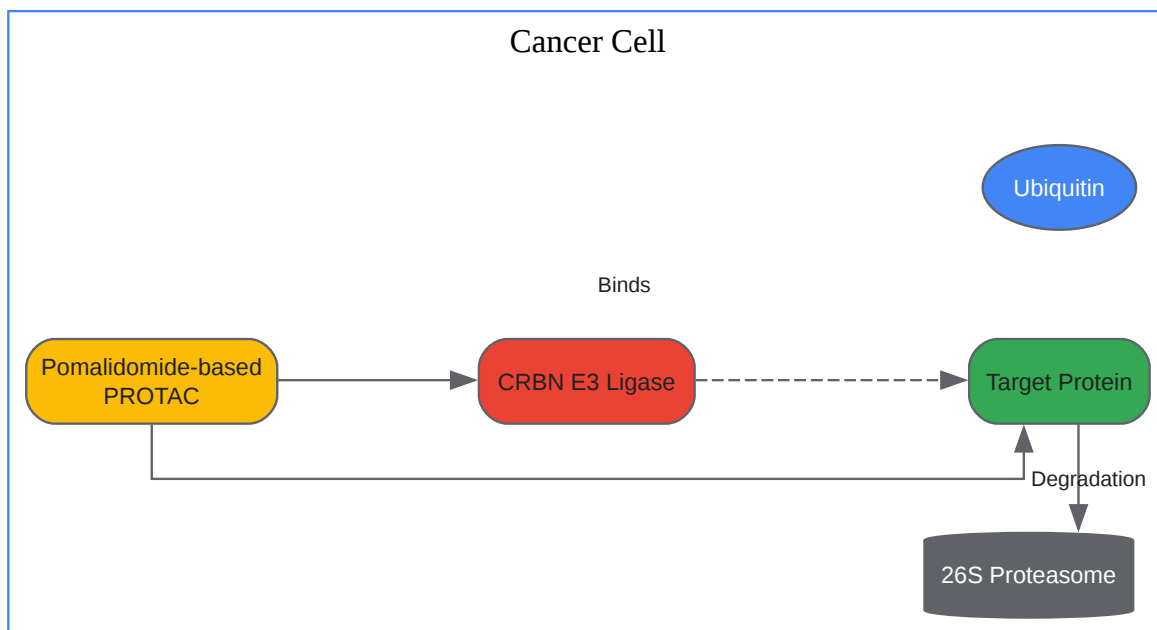 Cancer Cell
Ubiquitin
Binds
Pomalidomide-based
PROTAC
CRBN E3 Ligase
Target Protein
Degradation
26S Proteasome